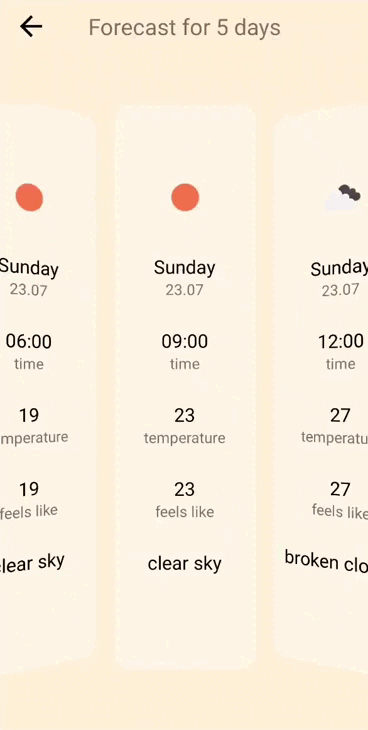 Forecast for 5 days
Sunday
23.07
06:00
time
19
mperature
19
feels like
clear sky
Sunday
23.07
09:00
time
23
temperature
23
feels like
clear sky
Sunday
23.07
12:00
time
27
temperatu
27
feels like
broken clo